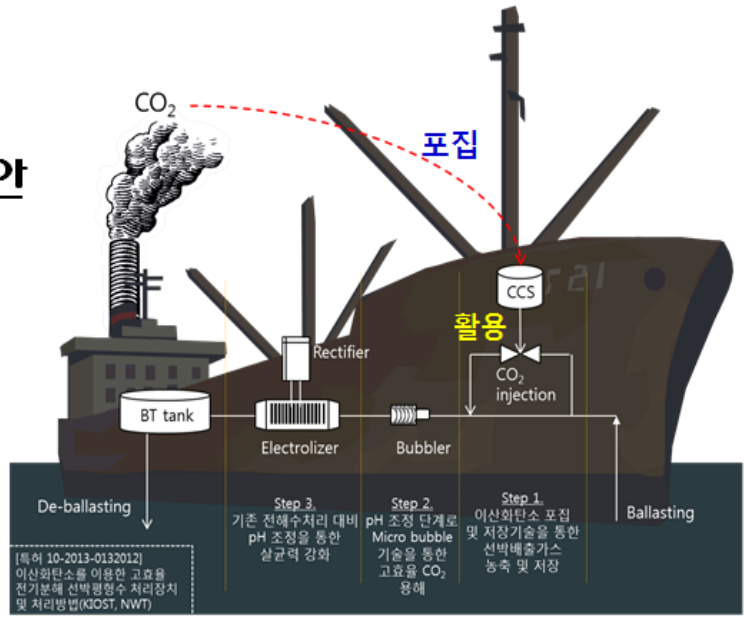 CO₂
포집
CCS
활용
CO₂
injection
Rectifier
BT tank
Electrolizer
Bubbler
De-ballasting
Ballasting
Step 3.
기존 전해수처리 대비
pH 조정을 통한
살균력 강화
Step 2.
pH 조정 단계로
Micro bubble
기술을 통한
고효율 CO₂
용해
Step 1.
이산화탄소 포집
및 저장기술을 통한
선박배출가스
농축 및 저장
[특허 10-2013-0132012]
이산화탄소를 이용한 고효율
전기분해 선박평형수 처리장치
및 처리방법(KIOST, NWT)